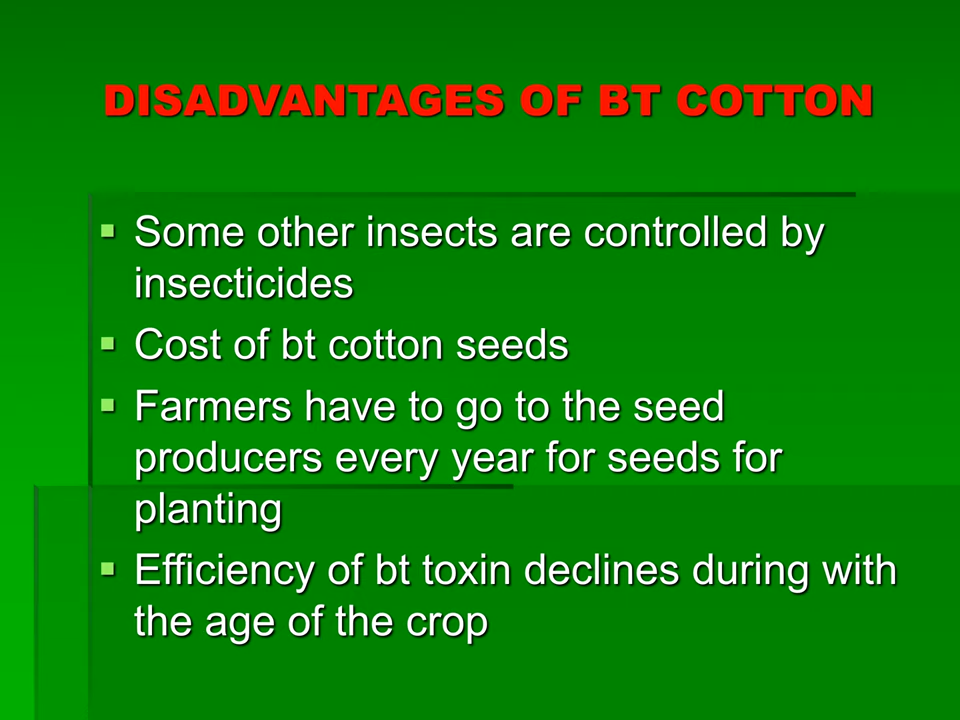 DISADVANTAGES OF BT COTTON
▪ Some other insects are controlled by
insecticides
▪ Cost of bt cotton seeds
▪ Farmers have to go to the seed
producers every year for seeds for
planting
▪ Efficiency of bt toxin declines during with
the age of the crop